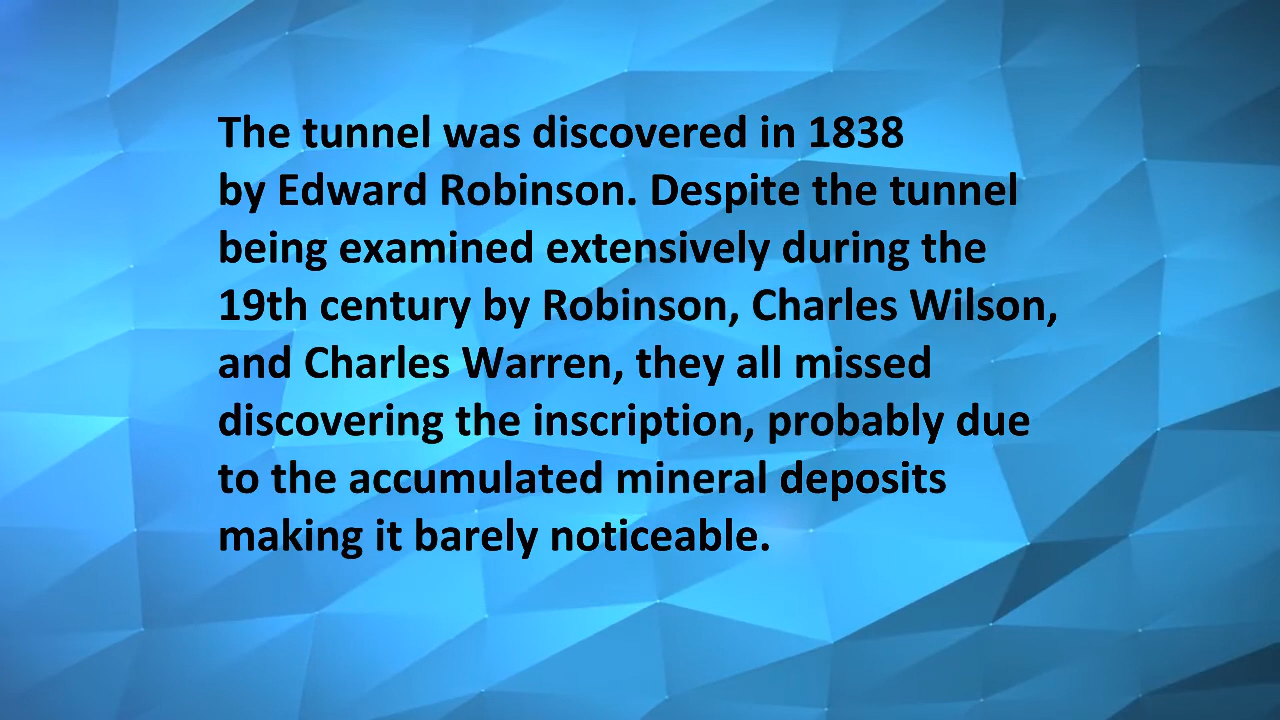 The tunnel was discovered in 1838
by Edward Robinson. Despite the tunnel
being examined extensively during the
19th century by Robinson, Charles Wilson,
and Charles Warren, they all missed
discovering the inscription, probably due
to the accumulated mineral deposits
making it barely noticeable.